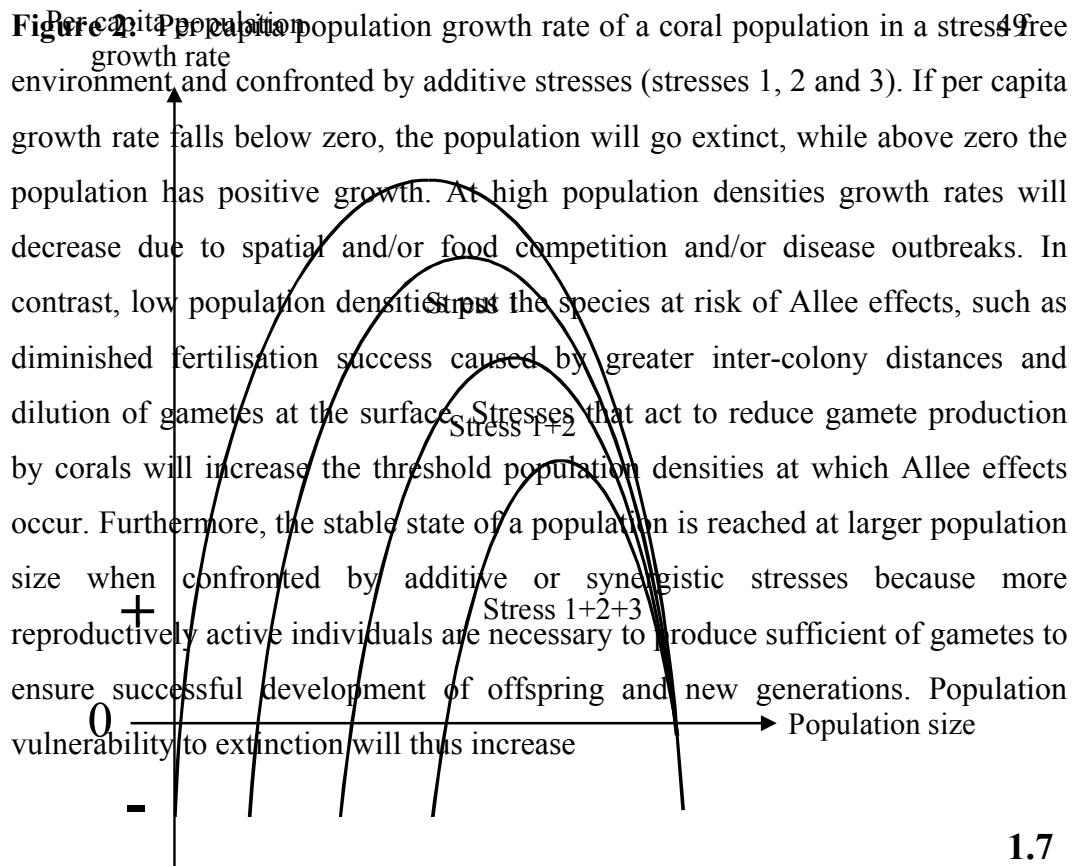 Per capita population
growth rate
49
Figure 2: Per capita population growth rate of a coral population in a stress free
environment and confronted by additive stresses (stresses 1, 2 and 3). If per capita
growth rate falls below zero, the population will go extinct, while above zero the
population has positive growth. At high population densities growth rates will
decrease due to spatial and/or food competition and/or disease outbreaks. In
contrast, low population densities put the species at risk of Allee effects, such as
diminished fertilisation success caused by greater inter-colony distances and
dilution of gametes at the surface. Stresses that act to reduce gamete production
by corals will increase the threshold population densities at which Allee effects
occur. Furthermore, the stable state of a population is reached at larger population
size when confronted by additive or synergistic stresses because more
reproductively active individuals are necessary to produce sufficient of gametes to
ensure successful development of offspring and new generations. Population
vulnerability to extinction will thus increase
Stress 1
Stress 1+2
Stress 1+2+3
+
0
-
Population size
1.7